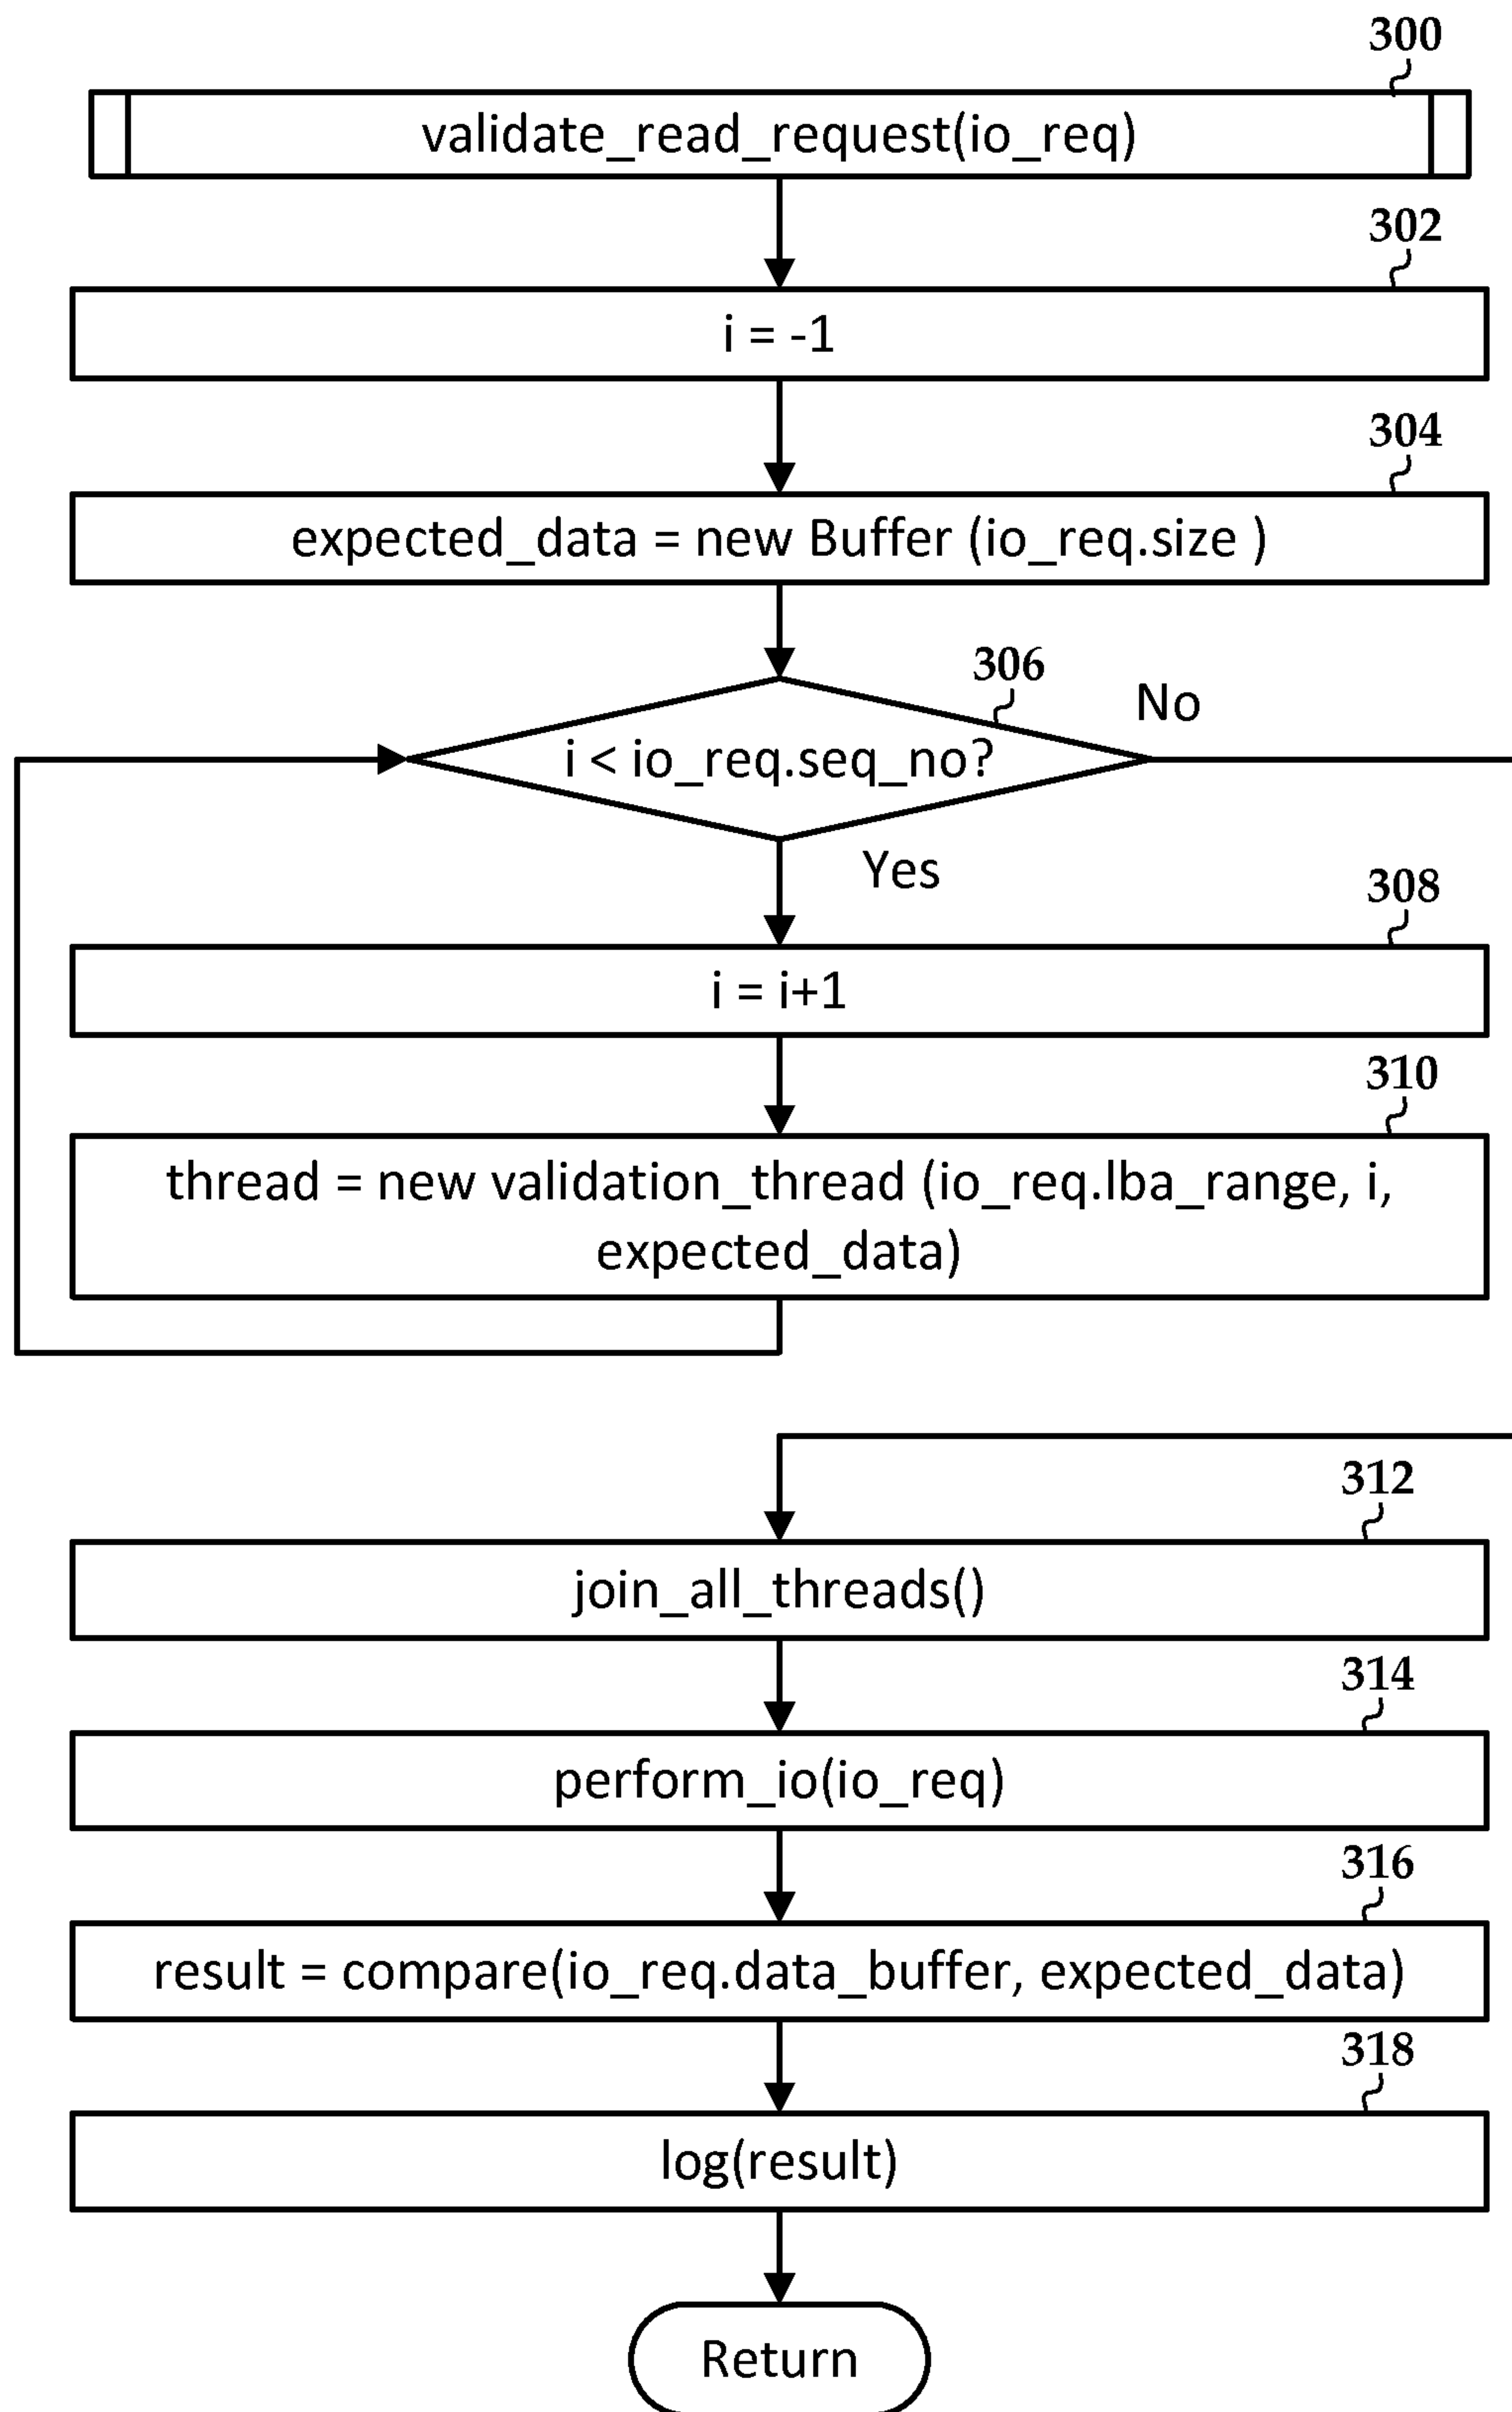 300
validate_read_request(io_req)
302
i = -1
304
expected_data = new Buffer (io_req.size )
306
No
i < io_req.seq_no?
Yes
308
i = i+1
310
thread = new validation_thread (io_req.lba_range, i,
expected_data)
312
join_all_threads()
314
perform_io(io_req)
316
result = compare(io_req.data_buffer, expected_data)
318
log(result)
Return